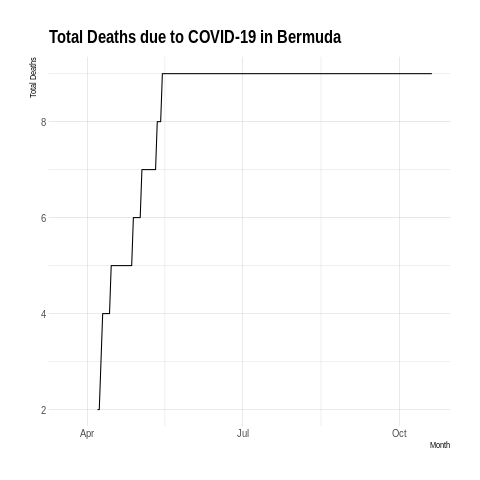 Total Deaths due to COVID-19 in Bermuda
Total Deaths
8
6
4
2
Apr Jul Oct
Month